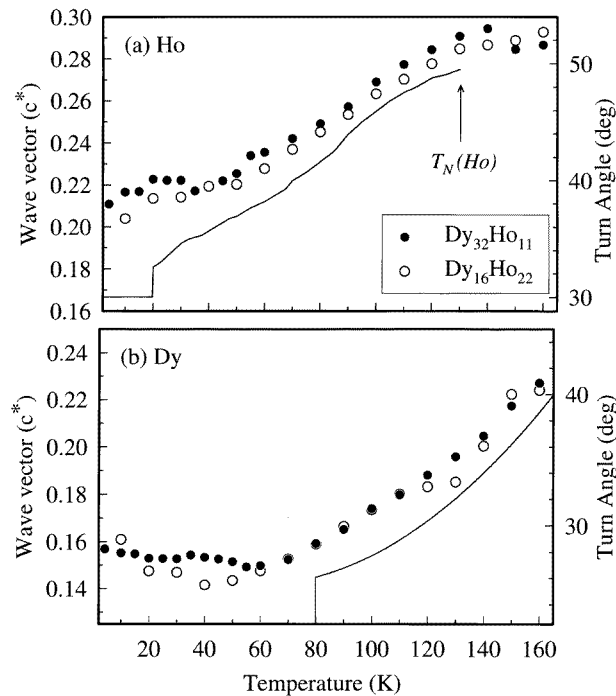 (a) Ho
0.30
0.28
0.26
0.24
0.22
0.20
0.18
0.16
Wave vector (c*)
50
40
30
Turn Angle (deg)
T_N(Ho)
Dy₃₂Ho₁₁
Dy₁₆Ho₂₂
(b) Dy
0.24
0.22
0.20
0.18
0.16
0.14
Wave vector (c*)
40
30
Turn Angle (deg)
20 40 60 80 100 120 140 160
Temperature (K)